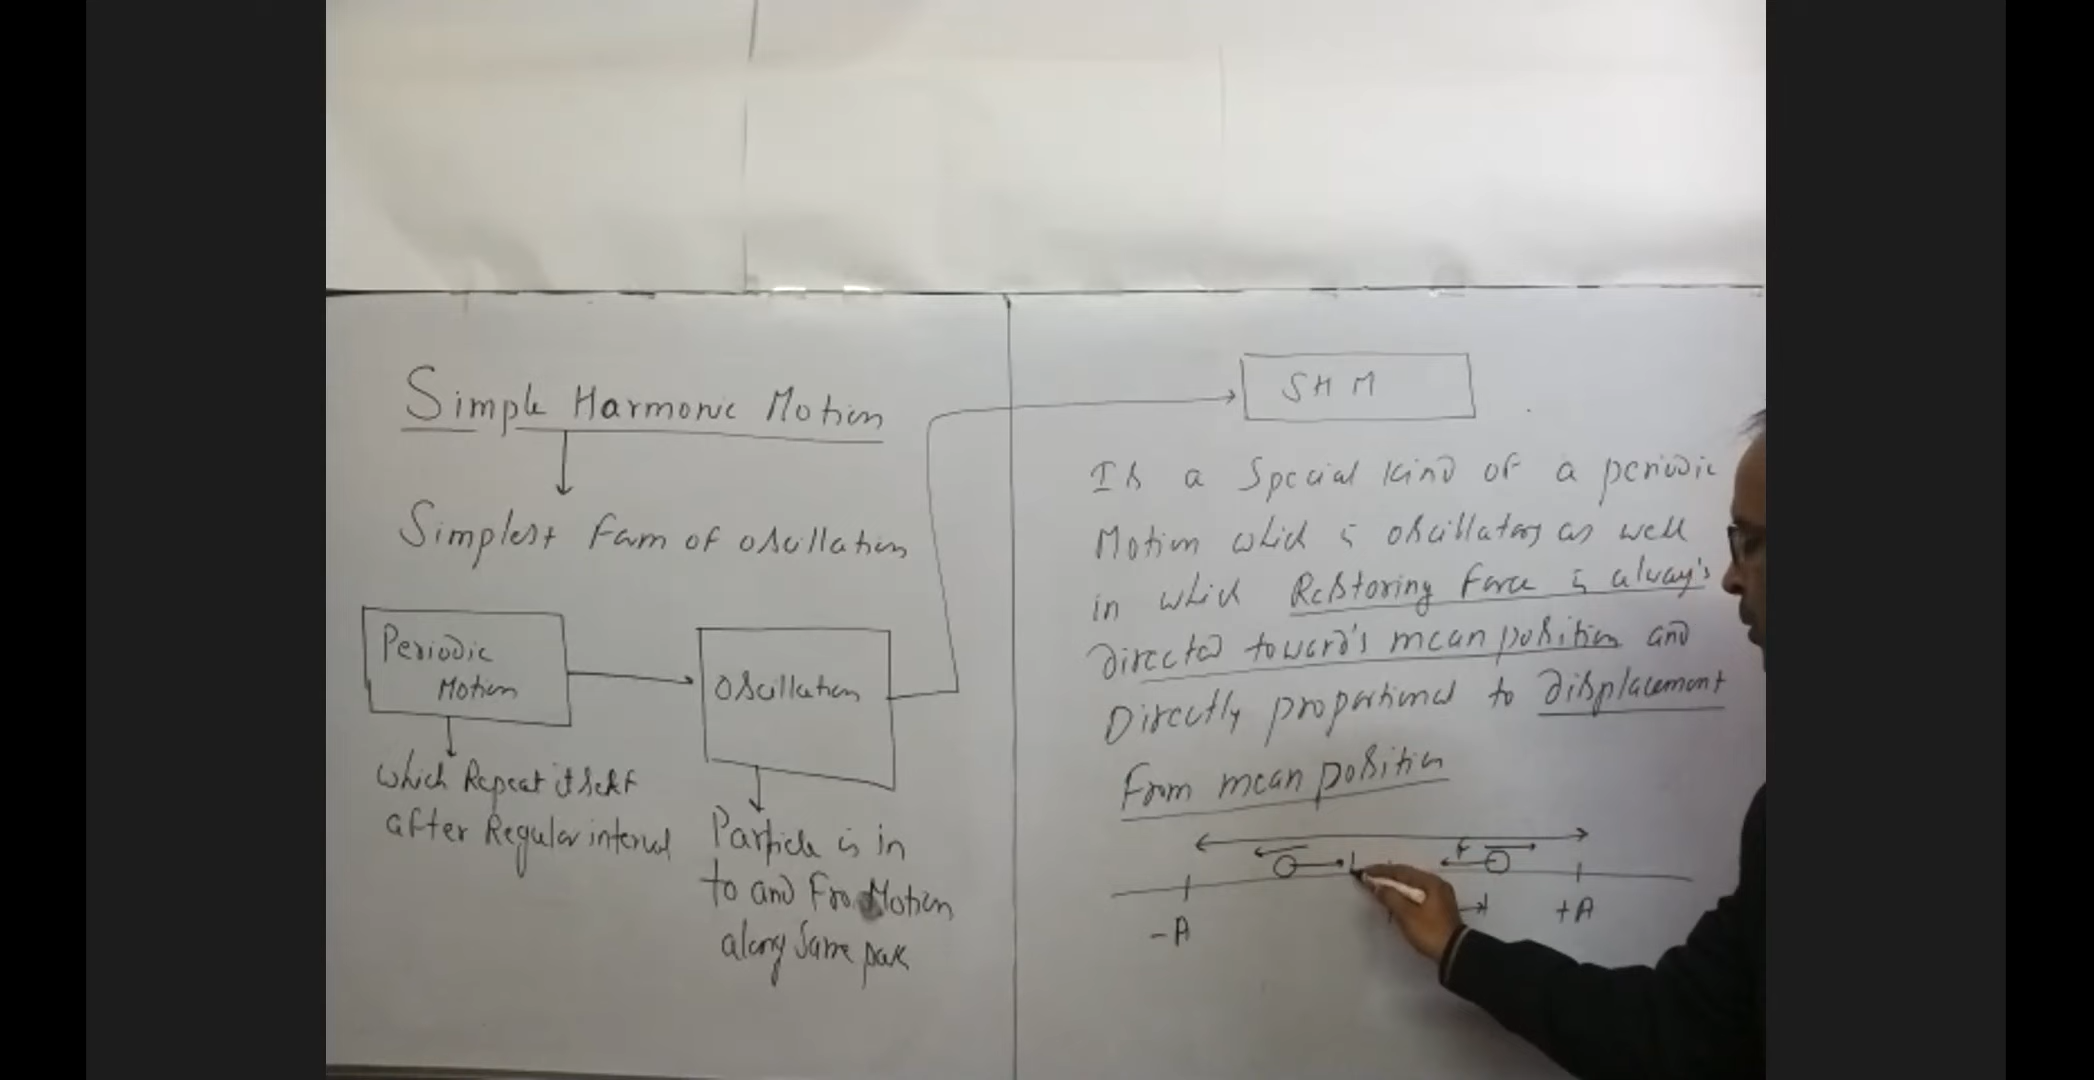 Simple Harmonic Motion
Simplest Form of oscillation
Periodic
Motion
which Repeat itself
after Regular interval
Oscillation
Particle is in
to and Fro Motion
along Same path
SHM
Is a Special kind of a periodic
Motion which is oscillatory as well
in which Restoring Force is alway's
directed toward's mean position and
Directly proportional to displacement
From mean position
F
-A
+A